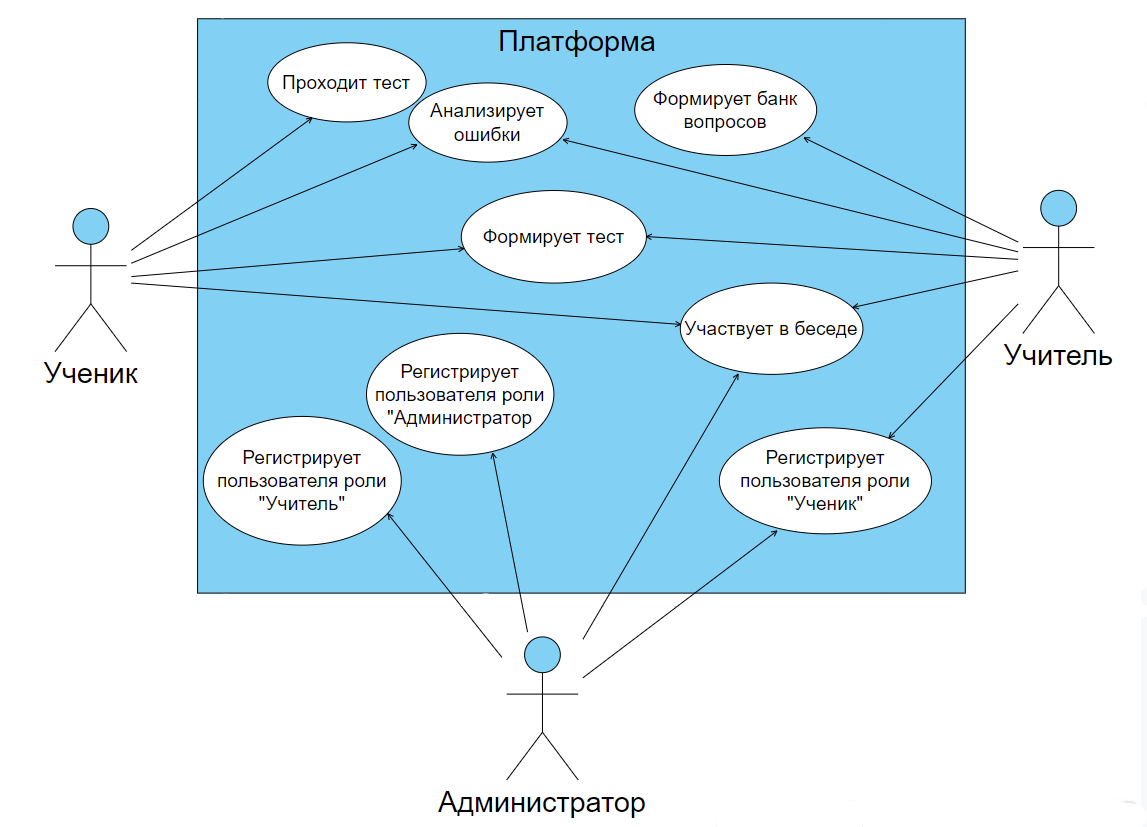 Платформа
Проходит тест
Анализирует
ошибки
Формирует банк
вопросов
Формирует тест
Участвует в беседе
Ученик
Учитель
Регистрирует
пользователя роли
"Администратор
Регистрирует
пользователя роли
"Учитель"
Регистрирует
пользователя роли
"Ученик"
Администратор